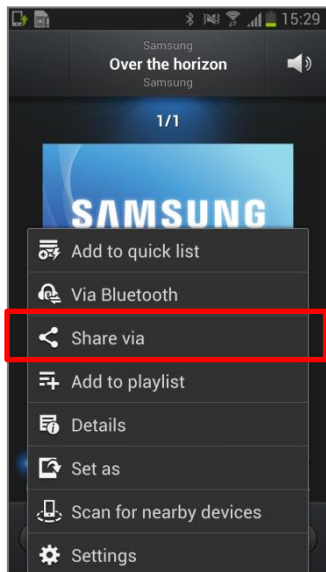 15:29
Samsung
Over the horizon
Samsung
1/1
SAMSUNG
Add to quick list
Via Bluetooth
Share via
Add to playlist
Details
Set as
Scan for nearby devices
Settings